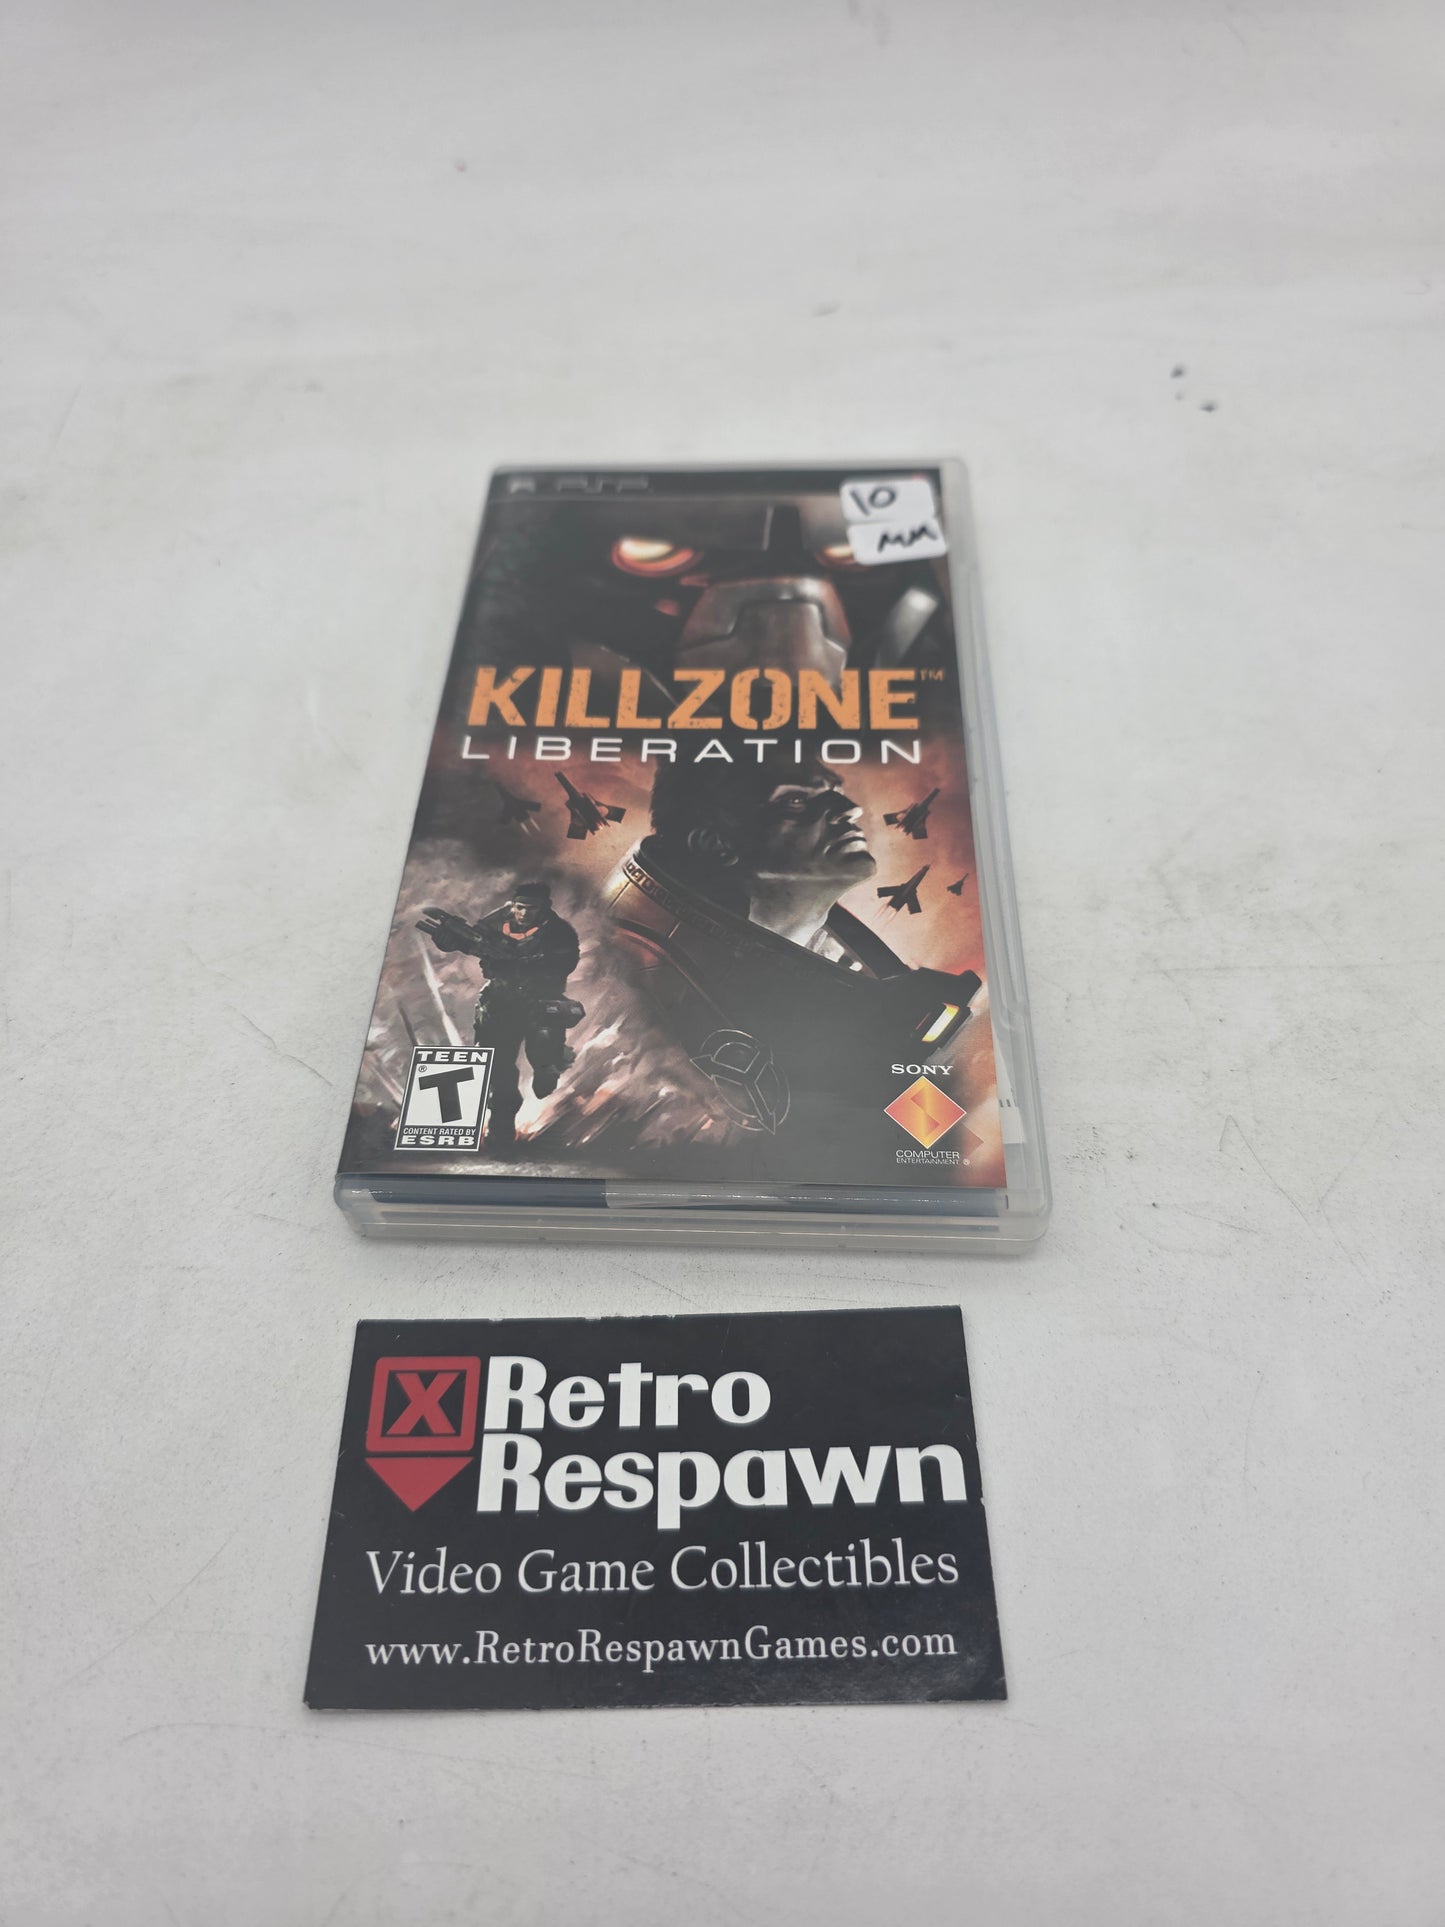 PSP
10
MM
KILLZONE™
LIBERATION
TEEN
T®
CONTENT RATED BY
ESRB
SONY
COMPUTER
ENTERTAINMENT®
X Retro
Respawn
Video Game Collectibles
www.RetroRespawnGames.com